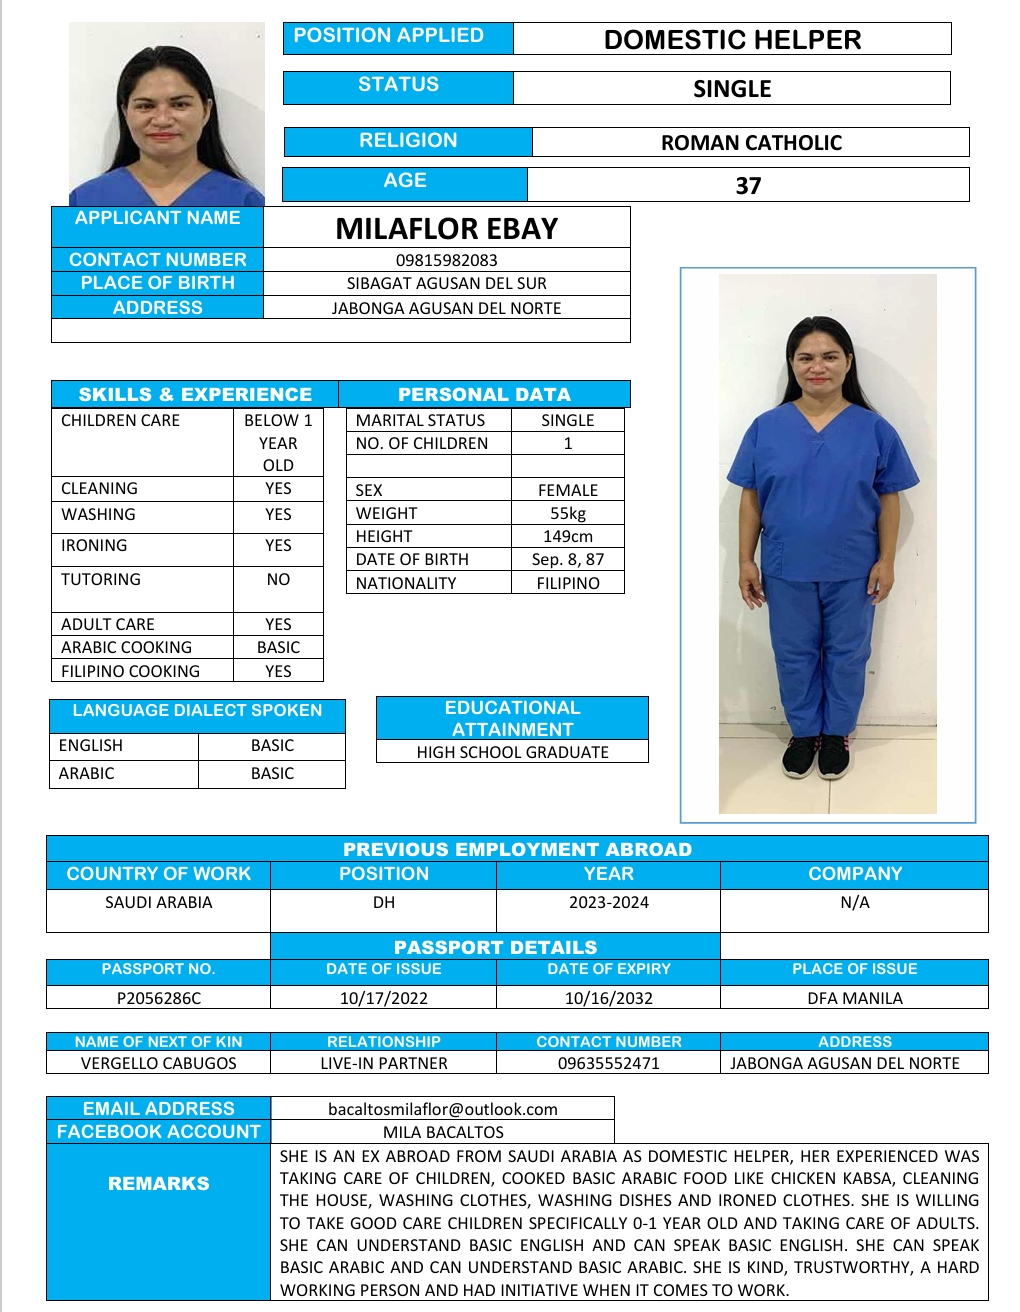 POSITION APPLIED DOMESTIC HELPER
STATUS SINGLE
RELIGION ROMAN CATHOLIC
AGE 37
APPLICANT NAME MILAFLOR EBAY
CONTACT NUMBER 09815982083
PLACE OF BIRTH SIBAGAT AGUSAN DEL SUR
ADDRESS JABONGA AGUSAN DEL NORTE
SKILLS & EXPERIENCE
CHILDREN CARE BELOW 1
YEAR
OLD
CLEANING YES
WASHING YES
IRONING YES
TUTORING NO
ADULT CARE YES
ARABIC COOKING BASIC
FILIPINO COOKING YES
PERSONAL DATA
MARITAL STATUS SINGLE
NO. OF CHILDREN 1
SEX FEMALE
WEIGHT 55kg
HEIGHT 149cm
DATE OF BIRTH Sep. 8, 87
NATIONALITY FILIPINO
LANGUAGE DIALECT SPOKEN
ENGLISH BASIC
ARABIC BASIC
EDUCATIONAL
ATTAINMENT
HIGH SCHOOL GRADUATE
PREVIOUS EMPLOYMENT ABROAD
COUNTRY OF WORK POSITION YEAR COMPANY
SAUDI ARABIA DH 2023-2024 N/A
PASSPORT DETAILS
PASSPORT NO. DATE OF ISSUE DATE OF EXPIRY PLACE OF ISSUE
P2056286C 10/17/2022 10/16/2032 DFA MANILA
NAME OF NEXT OF KIN RELATIONSHIP CONTACT NUMBER ADDRESS
VERGELLO CABUGOS LIVE-IN PARTNER 09635552471 JABONGA AGUSAN DEL NORTE
EMAIL ADDRESS bacaltosmilaflor@outlook.com
FACEBOOK ACCOUNT MILA BACALTOS
REMARKS
SHE IS AN EX ABROAD FROM SAUDI ARABIA AS DOMESTIC HELPER, HER EXPERIENCED WAS
TAKING CARE OF CHILDREN, COOKED BASIC ARABIC FOOD LIKE CHICKEN KABSA, CLEANING
THE HOUSE, WASHING CLOTHES, WASHING DISHES AND IRONED CLOTHES. SHE IS WILLING
TO TAKE GOOD CARE CHILDREN SPECIFICALLY 0-1 YEAR OLD AND TAKING CARE OF ADULTS.
SHE CAN UNDERSTAND BASIC ENGLISH AND CAN SPEAK BASIC ENGLISH. SHE CAN SPEAK
BASIC ARABIC AND CAN UNDERSTAND BASIC ARABIC. SHE IS KIND, TRUSTWORTHY, A HARD
WORKING PERSON AND HAD INITIATIVE WHEN IT COMES TO WORK.